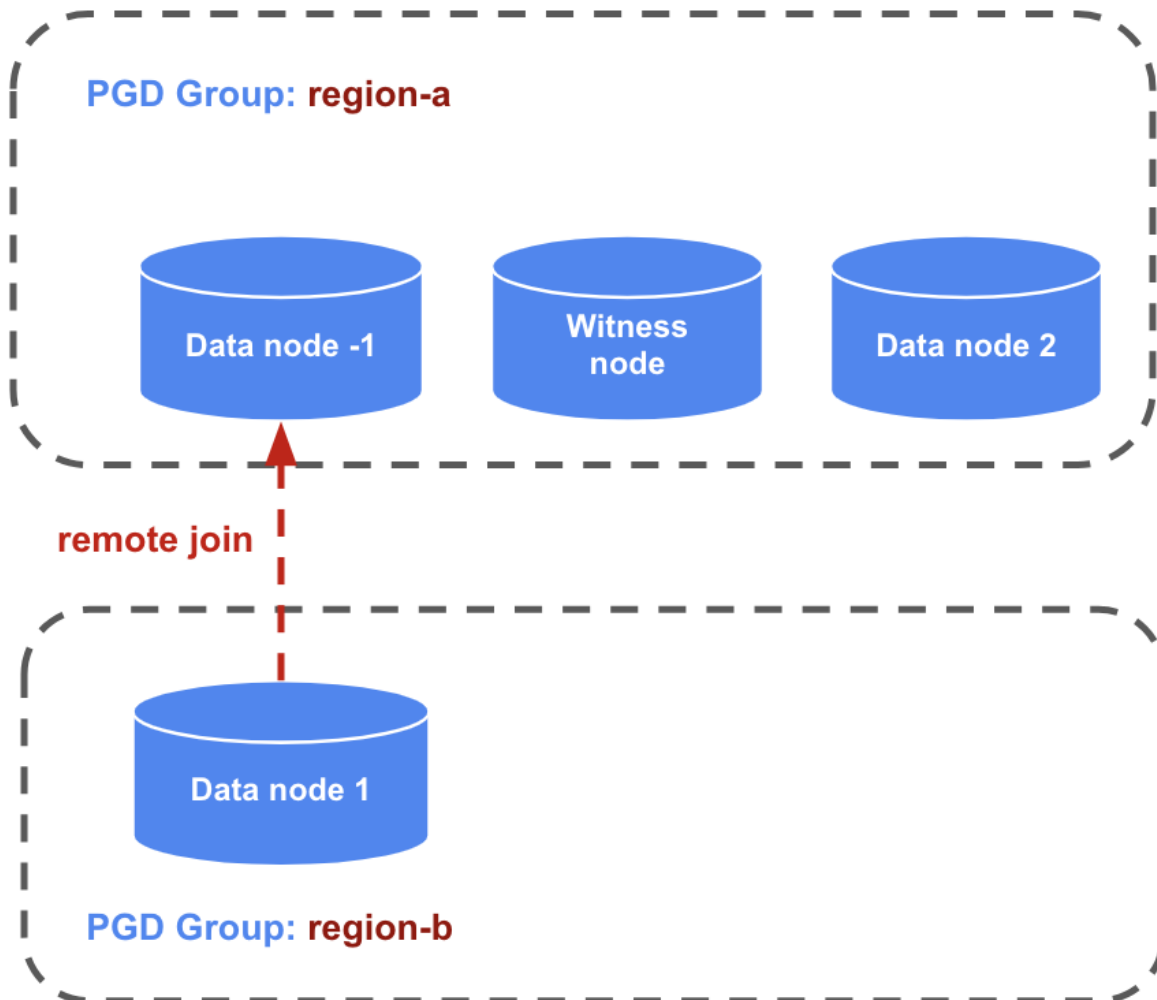 PGD Group: region-a
Data node -1
Witness
node
Data node 2
remote join
Data node 1
PGD Group: region-b